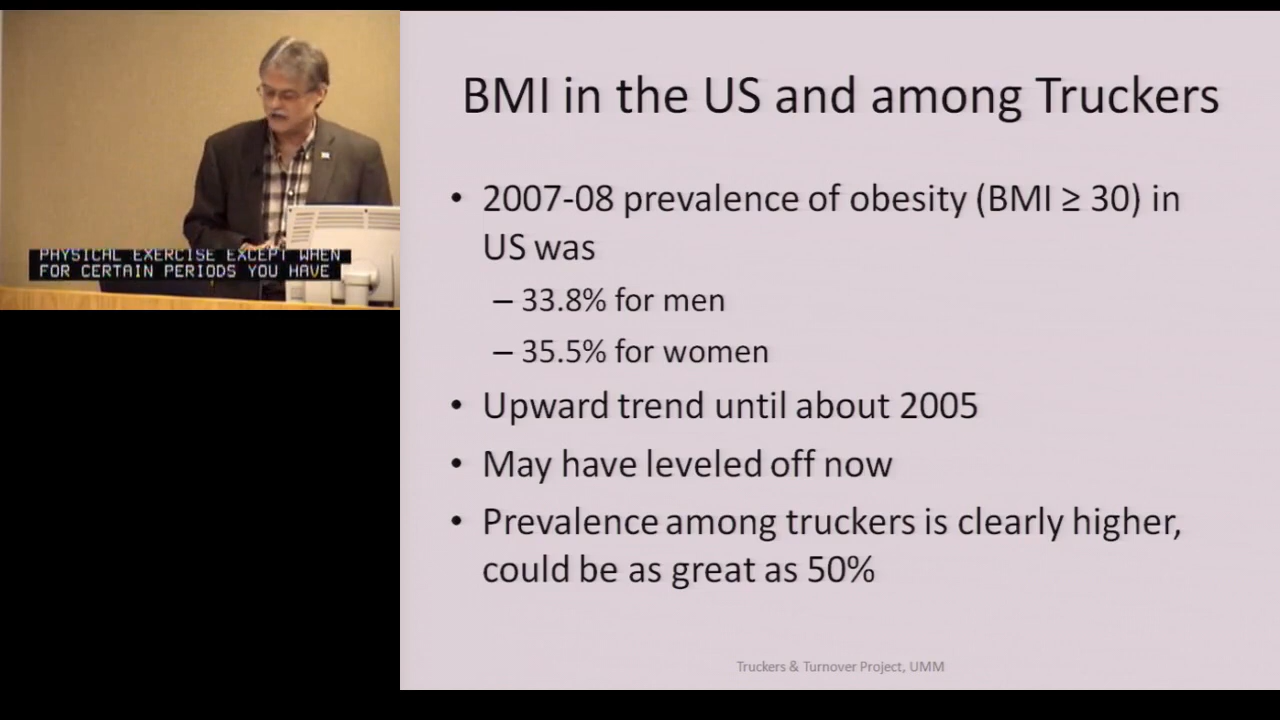 PHYSICAL EXERCISE EXCEPT WHEN
FOR CERTAIN PERIODS YOU HAVE
BMI in the US and among Truckers
• 2007-08 prevalence of obesity (BMI ≥ 30) in
US was
– 33.8% for men
– 35.5% for women
• Upward trend until about 2005
• May have leveled off now
• Prevalence among truckers is clearly higher,
could be as great as 50%
Truckers & Turnover Project, UMM